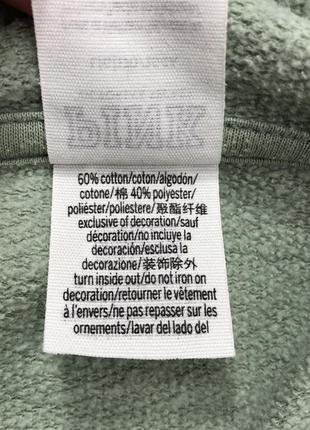 PINK
60% cotton/coton/algodón/
cotone/棉 40% polyester/
poliéster/poliestere/聚酯纤维
exclusive of decoration/sauf
décoration/no incluye la
decoración/esclusa la
decorazione/装饰除外
turn inside out/do not iron on
decoration/retourner le vêtement
à l'envers/ne pas repasser sur les
ornements/lavar del lado del